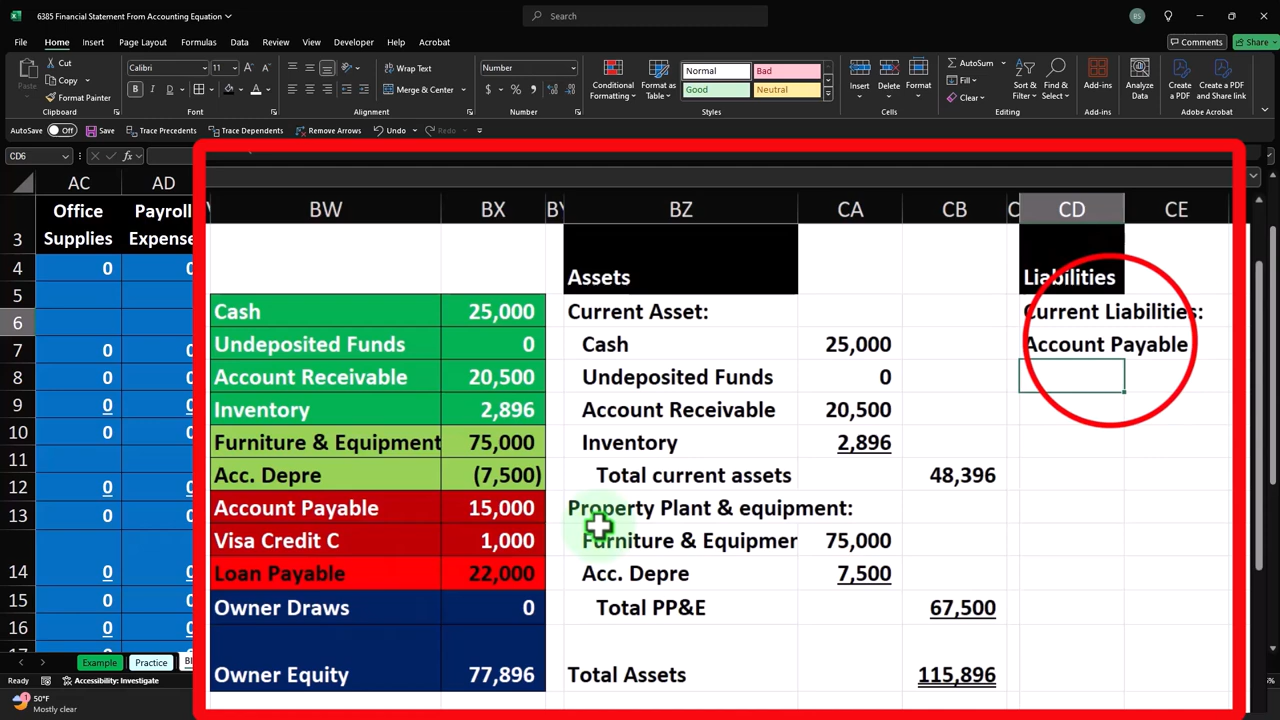 6385 Financial Statement From Accounting Equation
Search
BS
File Home Insert Page Layout Formulas Data Review View Developer Help Acrobat
Comments Share
Cut
Copy
Format Painter
Clipboard
Calibri 11
Font
Wrap Text
Merge & Center
Alignment
Number
Number
Conditional Formatting
Format as Table
Normal Bad
Good Neutral
Styles
Insert Delete Format
Cells
AutoSum
Fill
Clear
Sort & Filter
Find & Select
Editing
Add-ins
Add-ins
Analyze Data
Create a PDF
Create a PDF and Share link
Adobe Acrobat
AutoSave Off Save Trace Precedents Trace Dependents Remove Arrows Undo Redo
CD6 fx
AC AD
BW BX BY BZ CA CB C CD CE
3 Office Supplies Payroll Expense
Assets Liabilities
4 0 0
Cash 25,000 Current Asset: Current Liabilities:
5
Undeposited Funds 0 Cash 25,000 Account Payable
6
7 0 0
Account Receivable 20,500 Undeposited Funds 0
8 0 0
9 0 0
Inventory 2,896 Account Receivable 20,500
10 0 0
Furniture & Equipment 75,000 Inventory 2,896
11
Acc. Depre (7,500) Total current assets 48,396
12 0 0
13 0 0
Account Payable 15,000 Property Plant & equipment:
Visa Credit C 1,000 Furniture & Equipmer 75,000
14 0 0
Loan Payable 22,000 Acc. Depre 7,500
15 0 0
Owner Draws 0 Total PP&E 67,500
16 0 0
17
Owner Equity 77,896 Total Assets 115,896
Example Practice Bl
Ready Accessibility: Investigate
1
50°F
Mostly clear